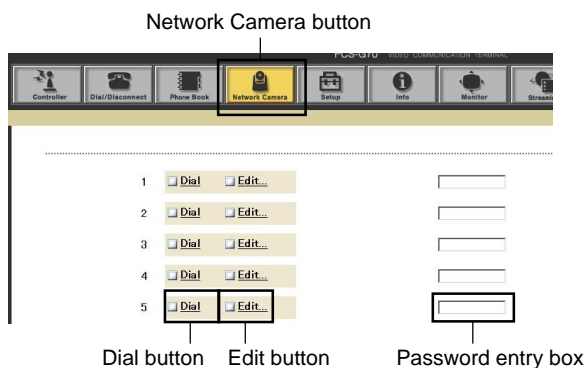 Network Camera button
PCS-G70 VIDEO COMMUNICATION TERMINAL
Controller Dial/Disconnect Phone Book Network Camera Setup Info Monitor
1 Dial Edit...
2 Dial Edit...
3 Dial Edit...
4 Dial Edit...
5 Dial Edit...
Dial button Edit button Password entry box